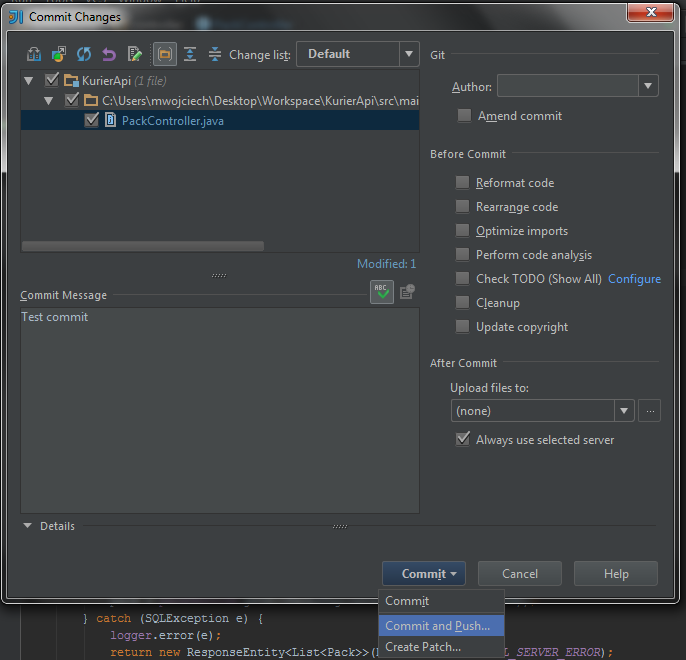 Commit Changes
Change list: Default
KurierApi (1 file)
C:\Users\mwojciech\Desktop\Workspace\KurierApi\src\mai
PackController.java
Modified: 1
Commit Message
ABC
Test commit
Details
Git
Author:
Amend commit
Before Commit
Reformat code
Rearrange code
Optimize imports
Perform code analysis
Check TODO (Show All) Configure
Cleanup
Update copyright
After Commit
Upload files to:
(none)
...
Always use selected server
Commit
Cancel
Help
Commit
Commit and Push...
Create Patch...
} catch (SQLException e) {
logger.error(e);
return new ResponseEntity<List<Pack>>( _SERVER_ERROR);